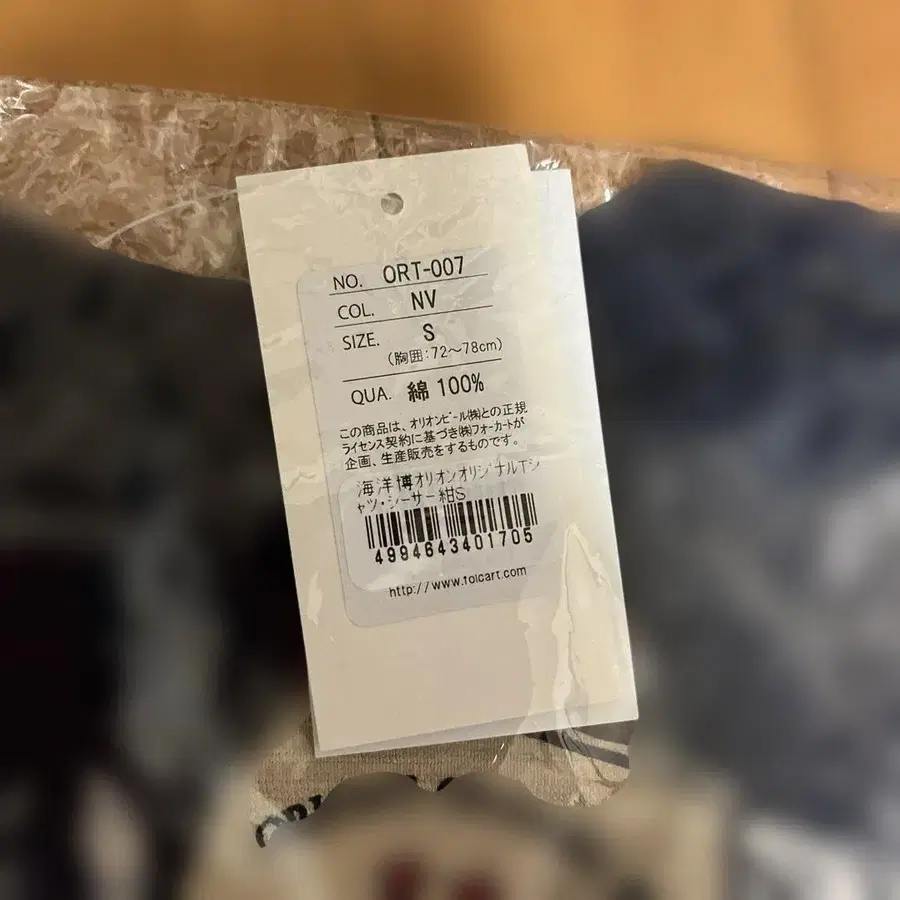 NO. ORT-007
COL. NV
SIZE. S
(胸囲:72〜78cm)
QUA. 綿 100%
この商品は、オリオンビール㈱との正規
ライセンス契約に基づき㈱フォーカートが
企画、生産販売をするものです。
海洋博オリオンオリジナルTシ
ャツ・シーサー紺S
4994643401705
http://www.folcart.com